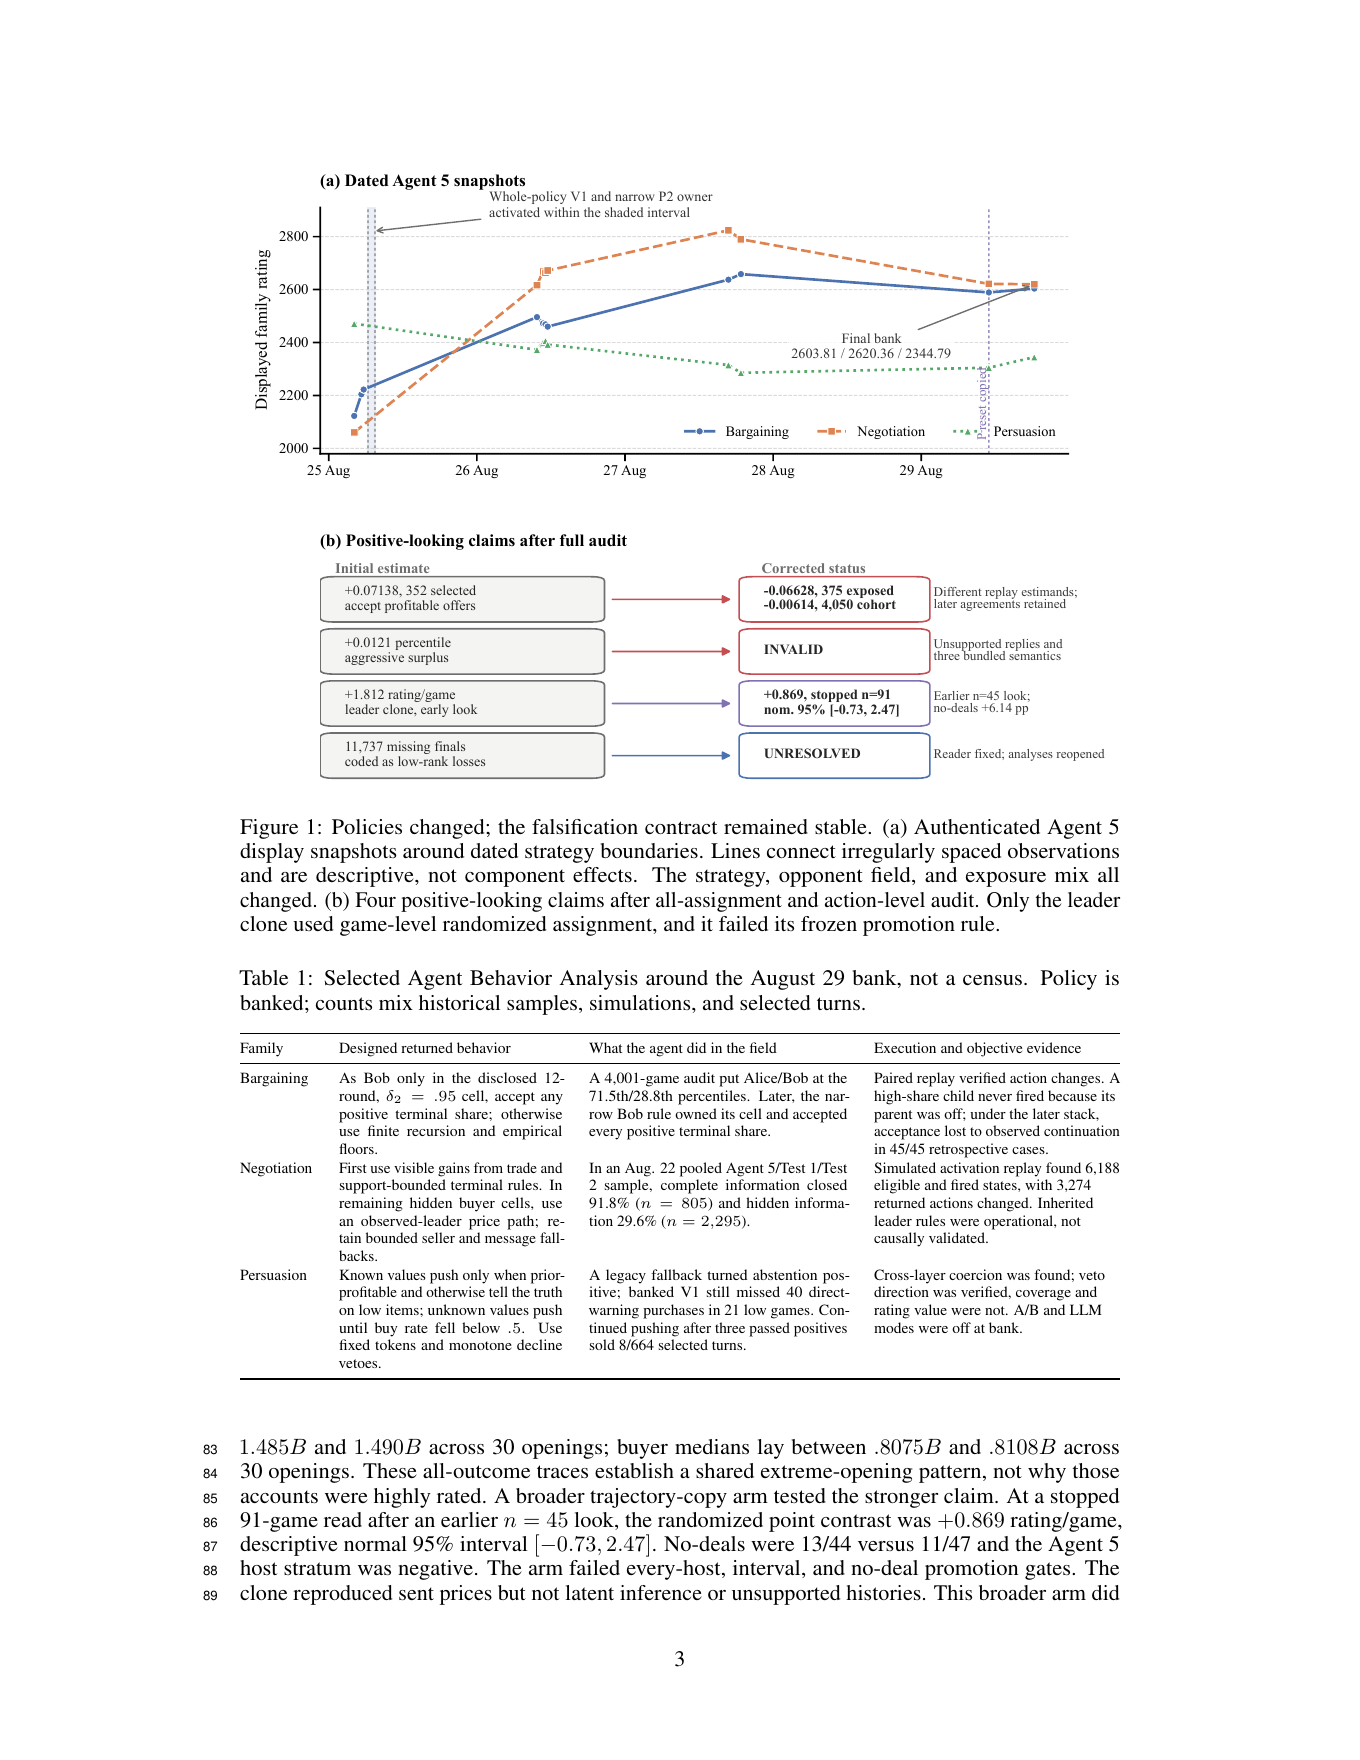 (a) Dated Agent 5 snapshots
Whole-policy V1 and narrow P2 owner
activated within the shaded interval
Displayed family rating
2800
2600
2400
2200
2000
Final bank
2603.81 / 2620.36 / 2344.79
P reset copied
Bargaining Negotiation Persuasion
25 Aug 26 Aug 27 Aug 28 Aug 29 Aug
(b) Positive-looking claims after full audit
Initial estimate Corrected status
+0.07138, 352 selected
accept profitable offers
-0.06628, 375 exposed
-0.00614, 4,050 cohort
Different replay estimands;
later agreements retained
+0.0121 percentile
aggressive surplus
INVALID
Unsupported replies and
three bundled semantics
+1.812 rating/game
leader clone, early look
+0.869, stopped n=91
nom. 95% [-0.73, 2.47]
Earlier n=45 look;
no-deals +6.14 pp
11,737 missing finals
coded as low-rank losses
UNRESOLVED
Reader fixed; analyses reopened
Figure 1: Policies changed; the falsification contract remained stable. (a) Authenticated Agent 5
display snapshots around dated strategy boundaries. Lines connect irregularly spaced observations
and are descriptive, not component effects. The strategy, opponent field, and exposure mix all
changed. (b) Four positive-looking claims after all-assignment and action-level audit. Only the leader
clone used game-level randomized assignment, and it failed its frozen promotion rule.
Table 1: Selected Agent Behavior Analysis around the August 29 bank, not a census. Policy is
banked; counts mix historical samples, simulations, and selected turns.
Family Designed returned behavior What the agent did in the field Execution and objective evidence
Bargaining
As Bob only in the disclosed 12-
round, δ₂ = .95 cell, accept any
positive terminal share; otherwise
use finite recursion and empirical
floors.
A 4,001-game audit put Alice/Bob at the
71.5th/28.8th percentiles. Later, the nar-
row Bob rule owned its cell and accepted
every positive terminal share.
Paired replay verified action changes. A
high-share child never fired because its
parent was off; under the later stack,
acceptance lost to observed continuation
in 45/45 retrospective cases.
Negotiation
First use visible gains from trade and
support-bounded terminal rules. In
remaining hidden buyer cells, use
an observed-leader price path; re-
tain bounded seller and message fall-
backs.
In an Aug. 22 pooled Agent 5/Test 1/Test
2 sample, complete information closed
91.8% (n = 805) and hidden informa-
tion 29.6% (n = 2,295).
Simulated activation replay found 6,188
eligible and fired states, with 3,274
returned actions changed. Inherited
leader rules were operational, not
causally validated.
Persuasion
Known values push only when prior-
profitable and otherwise tell the truth
on low items; unknown values push
until buy rate fell below .5. Use
fixed tokens and monotone decline
vetoes.
A legacy fallback turned abstention pos-
itive; banked V1 still missed 40 direct-
warning purchases in 21 low games. Con-
tinued pushing after three passed positives
sold 8/664 selected turns.
Cross-layer coercion was found; veto
direction was verified, coverage and
rating value were not. A/B and LLM
modes were off at bank.
83 1.485B and 1.490B across 30 openings; buyer medians lay between .8075B and .8108B across
84 30 openings. These all-outcome traces establish a shared extreme-opening pattern, not why those
85 accounts were highly rated. A broader trajectory-copy arm tested the stronger claim. At a stopped
86 91-game read after an earlier n = 45 look, the randomized point contrast was +0.869 rating/game,
87 descriptive normal 95% interval [−0.73, 2.47]. No-deals were 13/44 versus 11/47 and the Agent 5
88 host stratum was negative. The arm failed every-host, interval, and no-deal promotion gates. The
89 clone reproduced sent prices but not latent inference or unsupported histories. This broader arm did
3